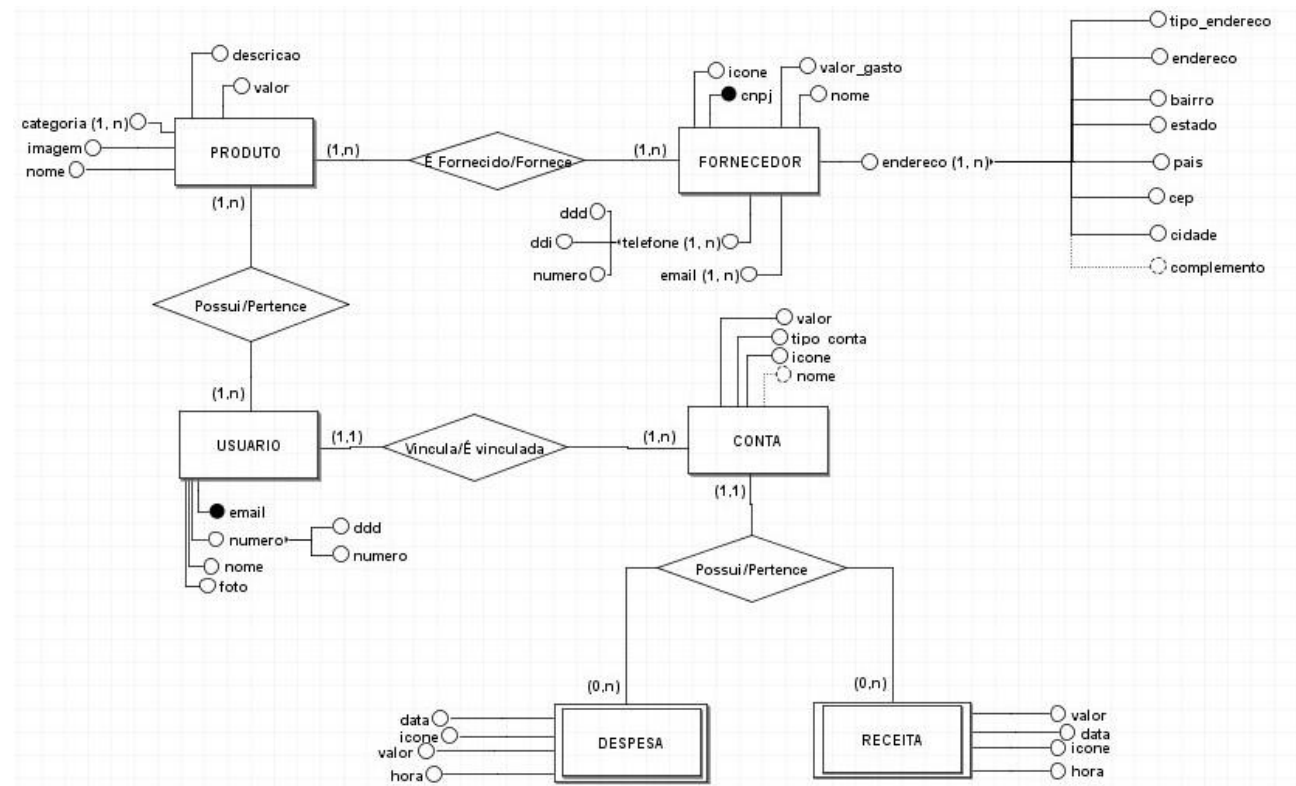 descricao
valor
categoria (1, n)
imagem
nome
PRODUTO
(1,n)
É Fornecido/Fornece
(1,n)
icone
valor_gasto
cnpj
nome
FORNECEDOR
endereco (1, n)
tipo_endereco
endereco
bairro
estado
pais
cep
cidade
complemento
ddd
ddi
telefone (1, n)
numero
email (1, n)
(1,n)
Possui/Pertence
(1,n)
valor
tipo_conta
icone
nome
USUARIO
(1,1)
Vincula/É vinculada
(1,n)
CONTA
(1,1)
email
numero
ddd
numero
nome
foto
Possui/Pertence
(0,n)
(0,n)
data
icone
valor
hora
DESPESA
RECEITA
valor
data
icone
hora